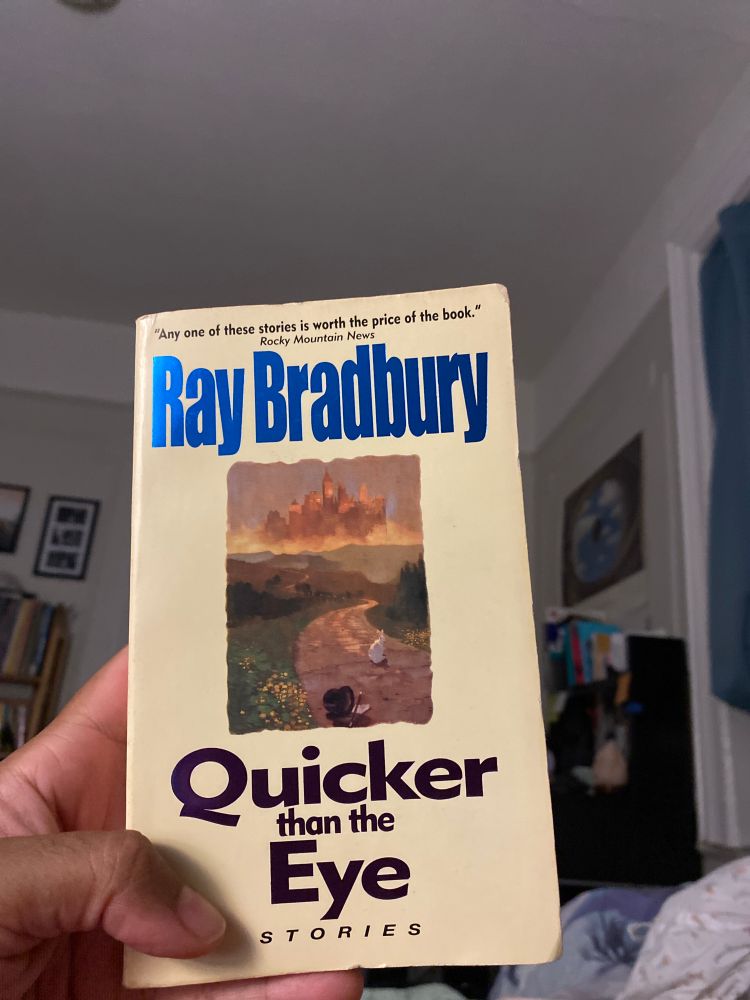 "Any one of these stories is worth the price of the book."
Rocky Mountain News
Ray Bradbury
Quicker
than the
Eye
STORIES